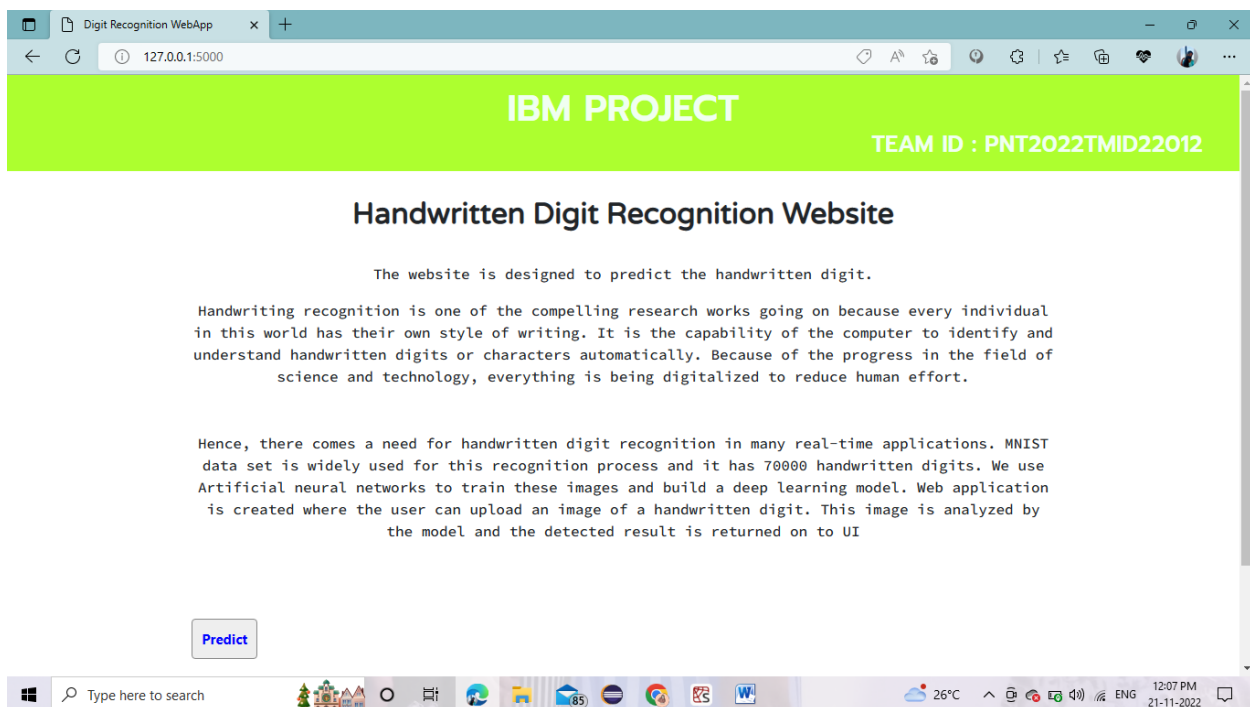 Digit Recognition WebApp
127.0.0.1:5000
IBM PROJECT
TEAM ID : PNT2022TMID22012
Handwritten Digit Recognition Website
The website is designed to predict the handwritten digit.
Handwriting recognition is one of the compelling research works going on because every individual
in this world has their own style of writing. It is the capability of the computer to identify and
understand handwritten digits or characters automatically. Because of the progress in the field of
science and technology, everything is being digitalized to reduce human effort.
Hence, there comes a need for handwritten digit recognition in many real-time applications. MNIST
data set is widely used for this recognition process and it has 70000 handwritten digits. We use
Artificial neural networks to train these images and build a deep learning model. Web application
is created where the user can upload an image of a handwritten digit. This image is analyzed by
the model and the detected result is returned on to UI
Predict
Type here to search
85
26°C
ENG
12:07 PM
21-11-2022